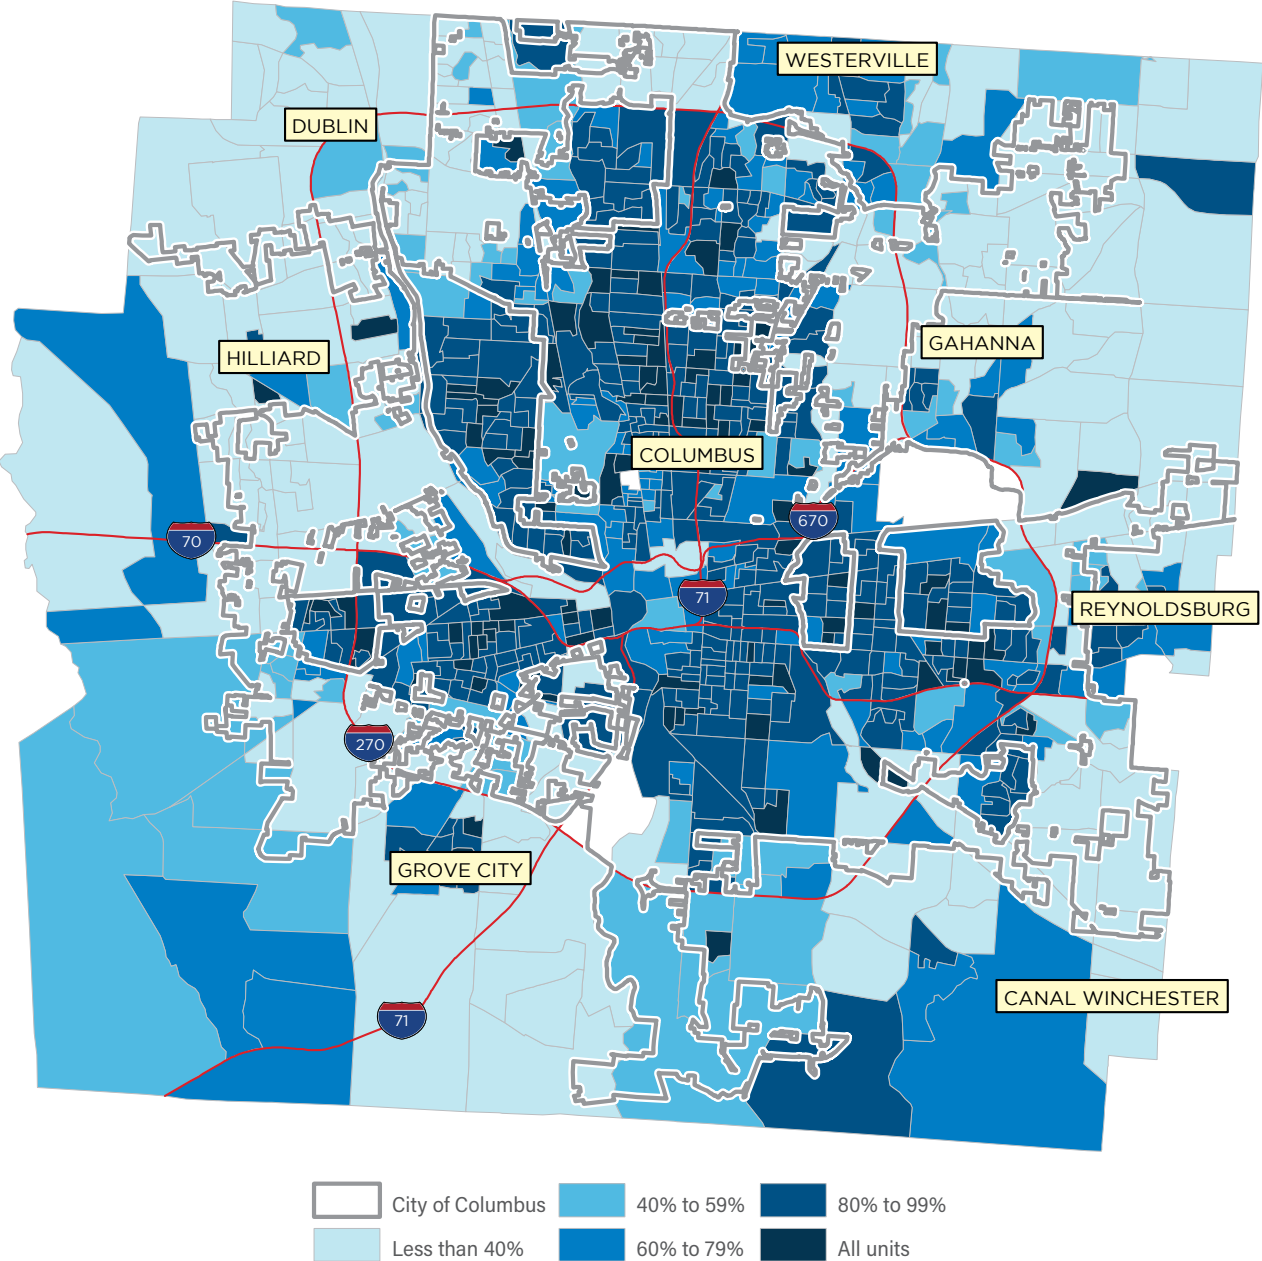 WESTERVILLE
DUBLIN
GAHANNA
HILLIARD
COLUMBUS
670
70
71
REYNOLDSBURG
270
GROVE CITY
CANAL WINCHESTER
71
City of Columbus
40% to 59%
80% to 99%
Less than 40%
60% to 79%
All units